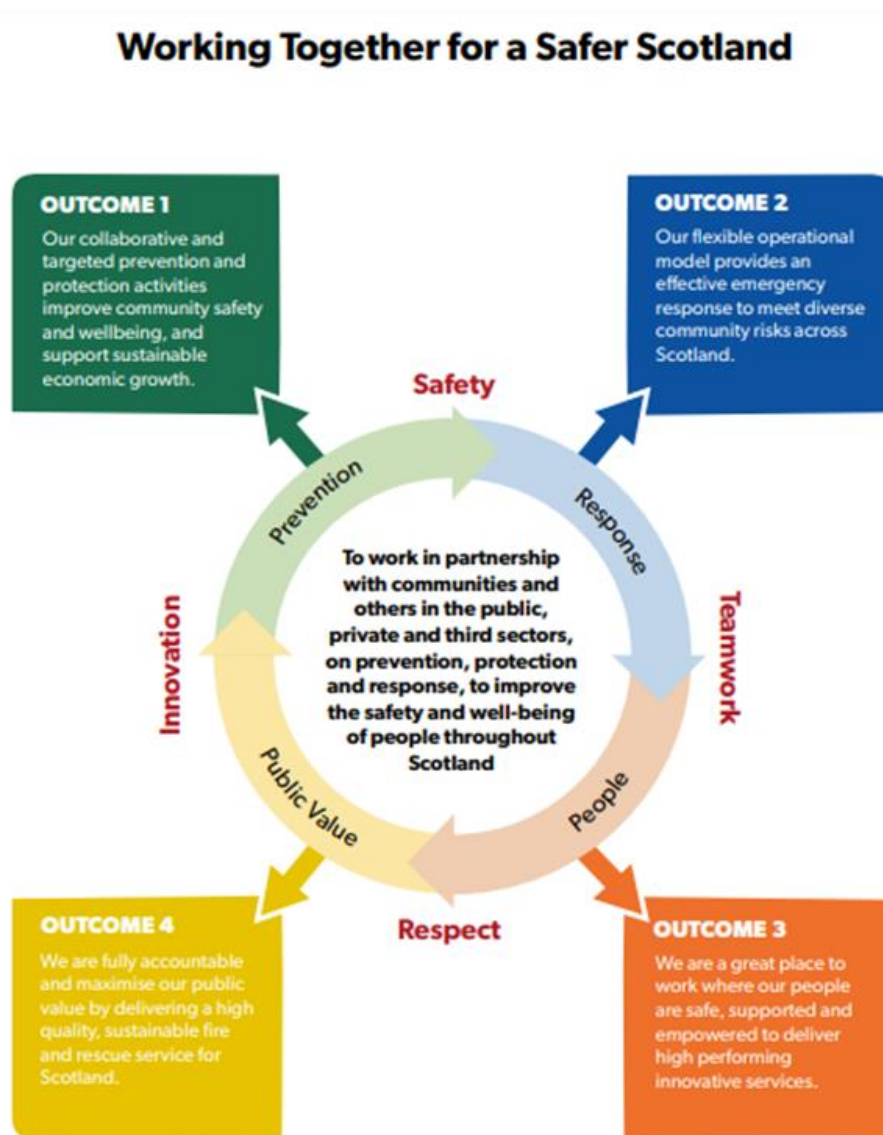 Working Together for a Safer Scotland
OUTCOME 1
Our collaborative and
targeted prevention and
protection activities
improve community safety
and wellbeing, and
support sustainable
economic growth.
OUTCOME 2
Our flexible operational
model provides an
effective emergency
response to meet diverse
community risks across
Scotland.
Safety
Prevention
Response
To work in partnership
with communities and
others in the public,
private and third sectors,
on prevention, protection
and response, to improve
the safety and well-being
of people throughout
Scotland
Innovation
Teamwork
Public Value
People
Respect
OUTCOME 4
We are fully accountable
and maximise our public
value by delivering a high
quality, sustainable fire
and rescue service for
Scotland.
OUTCOME 3
We are a great place to
work where our people
are safe, supported and
empowered to deliver
high performing
innovative services.